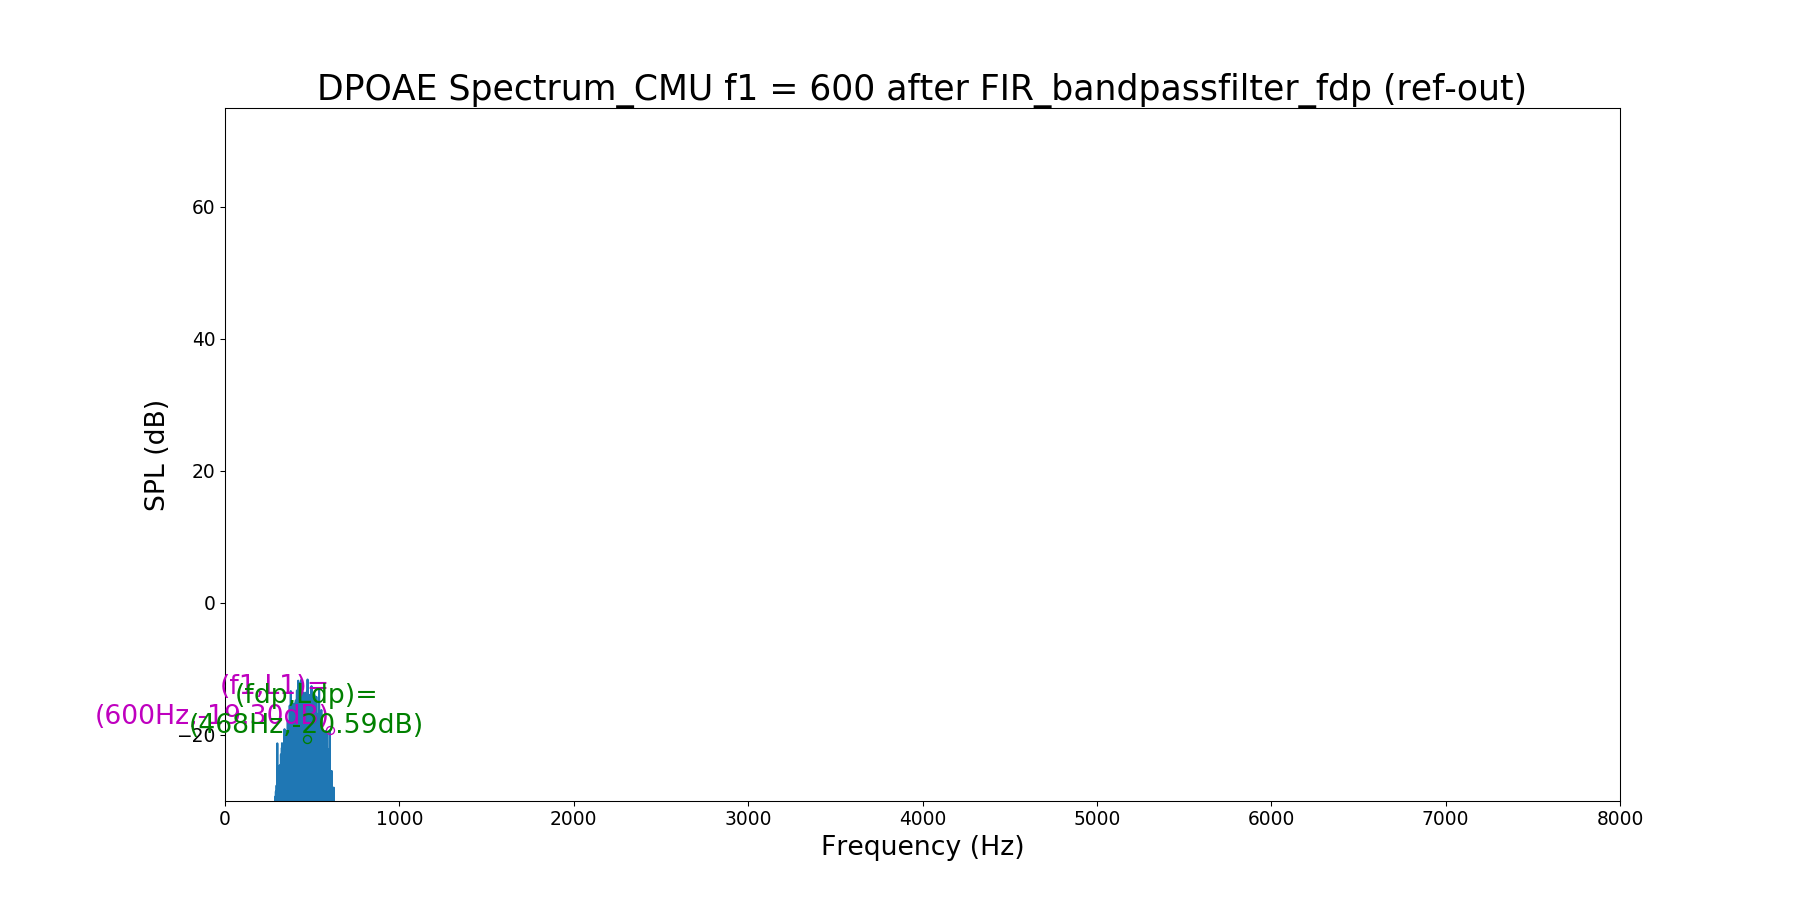 DPOAE Spectrum_CMU f1 = 600 after FIR_bandpassfilter_fdp (ref-out)
60
40
20
0
−20
SPL (dB)
(f1,L1)=
(600Hz,-19.30dB)
(fdp,Ldp)=
(468Hz,-20.59dB)
0 1000 2000 3000 4000 5000 6000 7000 8000
Frequency (Hz)